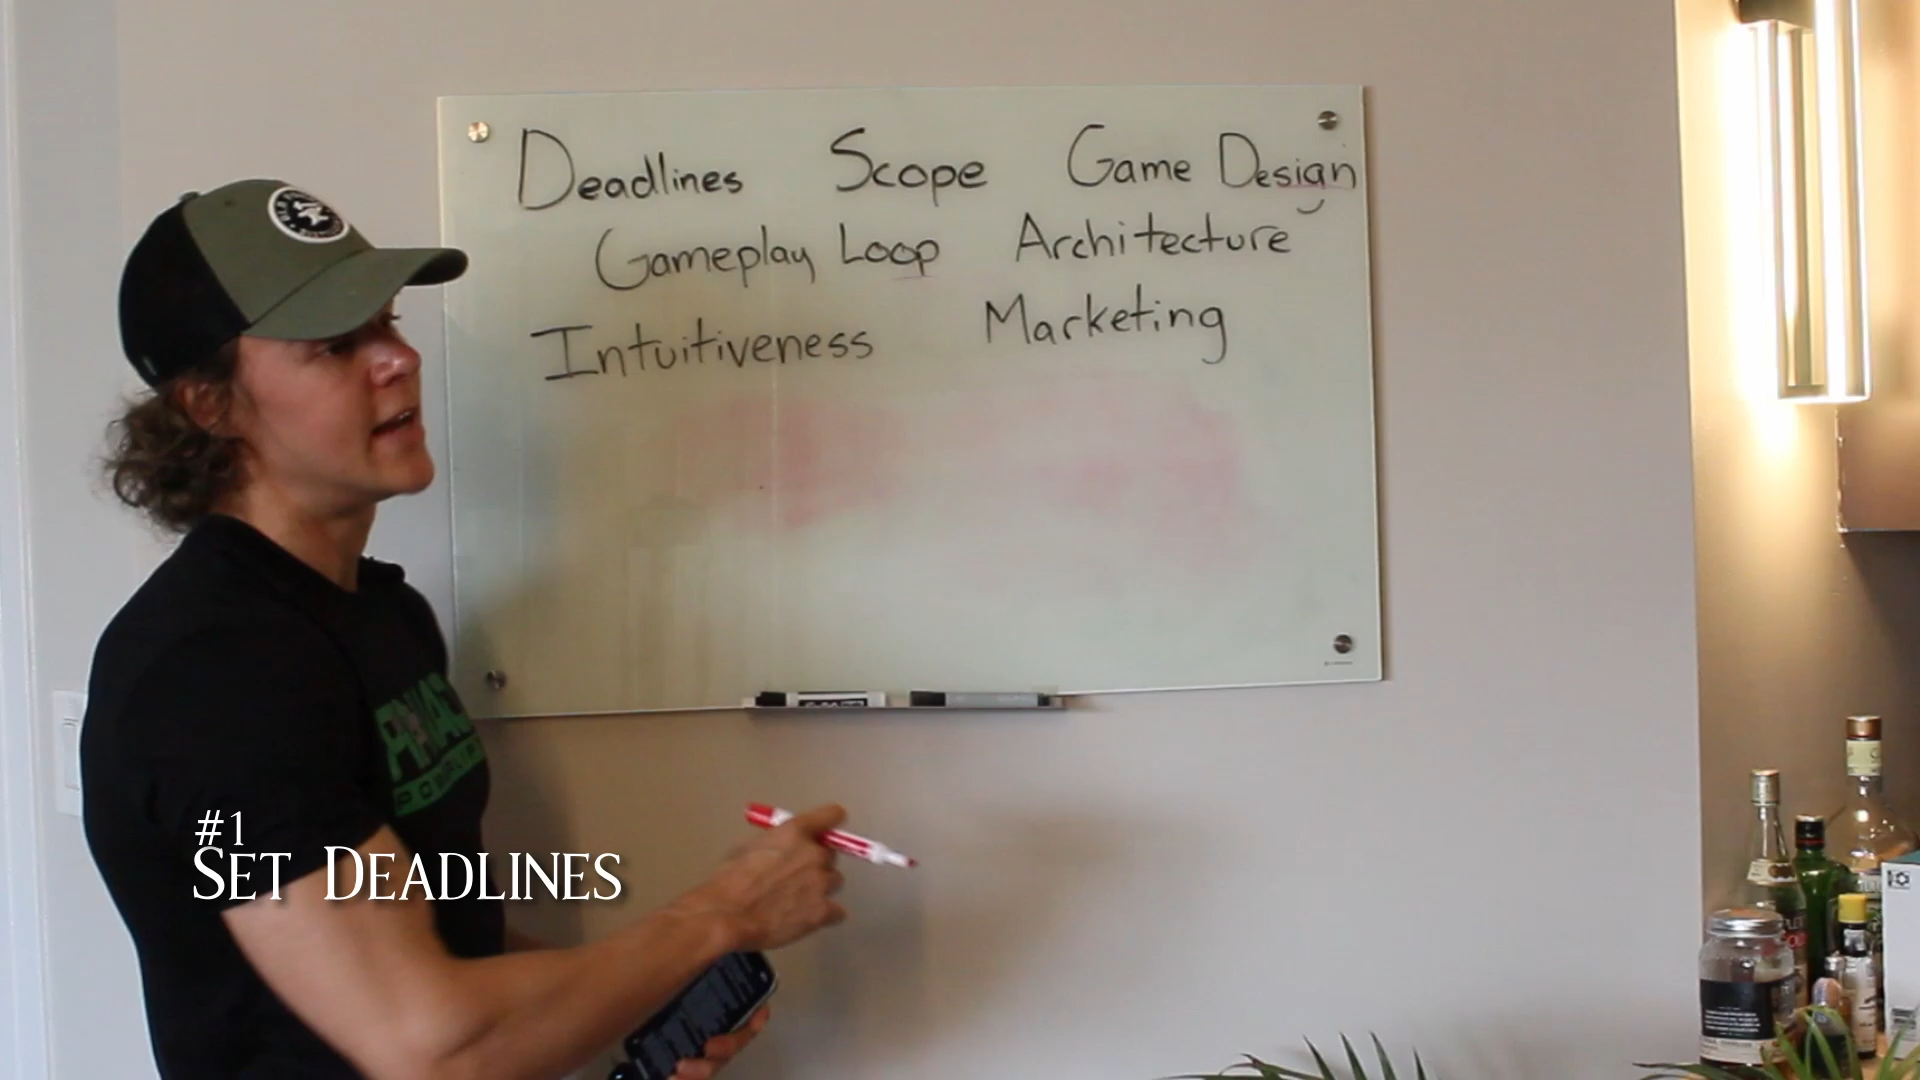 Deadlines Scope Game Design
Gameplay Loop Architecture
Intuitiveness Marketing
#1
SET DEADLINES